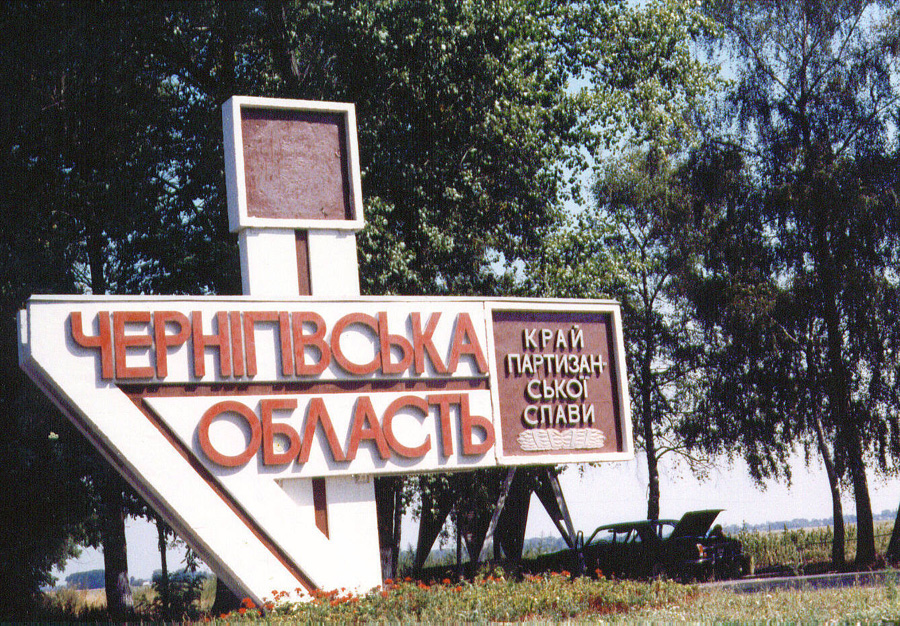 ЧЕРНІГІВСЬКА
ОБЛАСТЬ
КРАЙ
ПАРТИЗАН-
СЬКОЇ
СЛАВИ